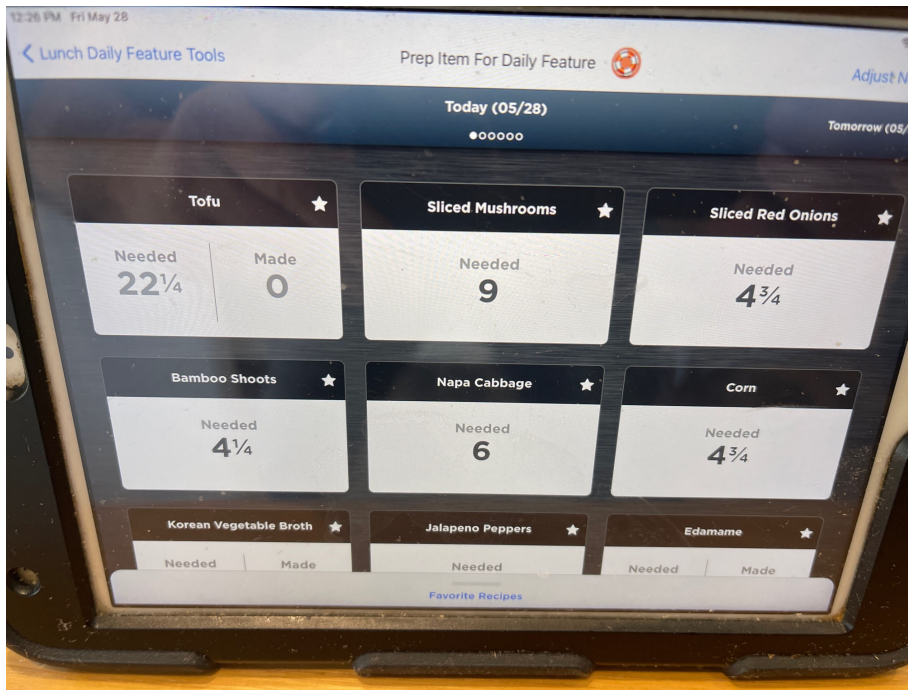 12:26 PM Fri May 28
Lunch Daily Feature Tools
Prep Item For Daily Feature
Adjust N
Today (05/28)
Tomorrow (05/
Tofu
Needed
22¼
Made
0
Sliced Mushrooms
Needed
9
Sliced Red Onions
Needed
4¾
Bamboo Shoots
Needed
4¼
Napa Cabbage
Needed
6
Corn
Needed
4¾
Korean Vegetable Broth
Needed
Made
Jalapeno Peppers
Needed
Edamame
Needed
Made
Favorite Recipes